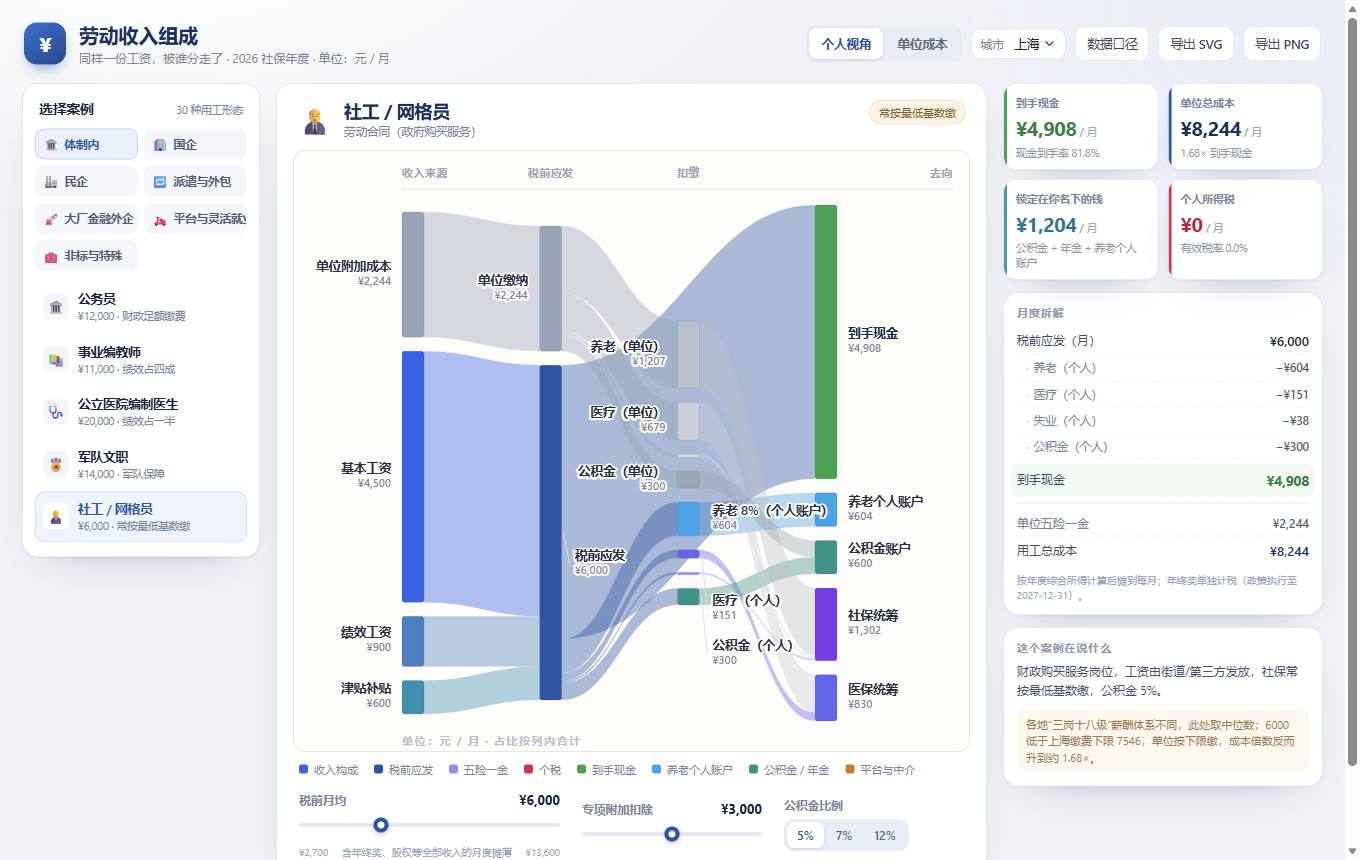 ¥
劳动收入组成
同样一份工资，被谁分走了 · 2026 社保年度 · 单位：元 / 月
个人视角
单位成本
城市 上海
数据口径
导出 SVG
导出 PNG
选择案例
30 种用工形态
体制内
国企
民企
派遣与外包
大厂金融外企
平台与灵活就业
非标与特殊
公务员
¥12,000 · 财政足额缴费
事业编教师
¥11,000 · 绩效占四成
公立医院编制医生
¥20,000 · 绩效占一半
军队文职
¥14,000 · 军队保障
社工 / 网格员
¥6,000 · 常按最低基数缴
社工 / 网格员
劳动合同（政府购买服务）
常按最低基数缴
收入来源
税前应发
扣缴
去向
单位附加成本
¥2,244
基本工资
¥4,500
绩效工资
¥900
津贴补贴
¥600
单位缴纳
¥2,244
税前应发
¥6,000
养老（单位）
¥1,207
医疗（单位）
¥679
公积金（单位）
¥300
养老 8%（个人账户）
¥604
医疗（个人）
¥151
公积金（个人）
¥300
到手现金
¥4,908
养老个人账户
¥604
公积金账户
¥600
社保统筹
¥1,302
医保统筹
¥830
单位：元 / 月 · 占比按列内合计
收入构成
税前应发
五险一金
个税
到手现金
养老个人账户
公积金 / 年金
平台与中介
税前月均
¥6,000
¥2,700
含年终奖、股权等全部收入的月度摊薄
¥13,600
专项附加扣除
¥3,000
公积金比例
5%
7%
12%
到手现金
¥4,908 / 月
现金到手率 81.8%
单位总成本
¥8,244 / 月
1.68× 到手现金
锁定在你名下的钱
¥1,204 / 月
公积金 + 年金 + 养老个人
账户
个人所得税
¥0 / 月
有效税率 0.0%
月度拆解
税前应发（月） ¥6,000
· 养老（个人） −¥604
· 医疗（个人） −¥151
· 失业（个人） −¥38
· 公积金（个人） −¥300
到手现金 ¥4,908
单位五险一金 ¥2,244
用工总成本 ¥8,244
按年度综合所得计算后摊到每月；年终奖单独计税（政策执行至
2027-12-31）。
这个案例在说什么
财政购买服务岗位，工资由街道/第三方发放，社保常
按最低基数缴，公积金 5%。
各地"三岗十八级"薪酬体系不同，此处取中位数；6000
低于上海缴费下限 7546，单位按下限缴，成本倍数反而
升到约 1.68×。